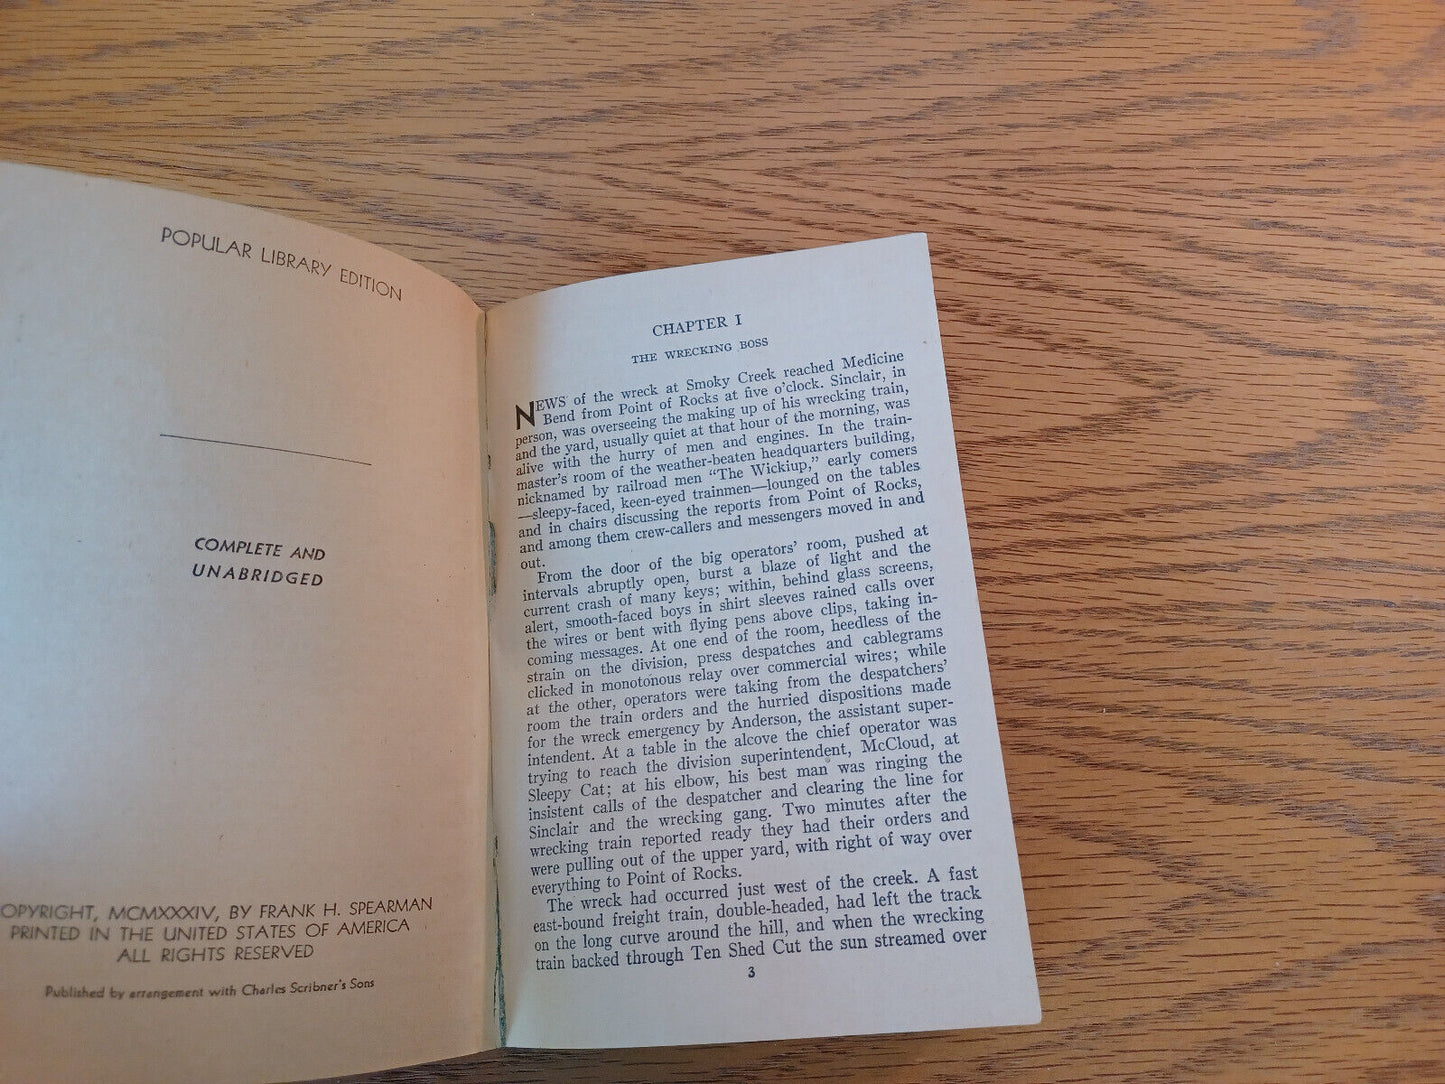 POPULAR LIBRARY EDITION
COMPLETE AND
UNABRIDGED
OPYRIGHT, MCMXXXIV, BY FRANK H. SPEARMAN
PRINTED IN THE UNITED STATES OF AMERICA
ALL RIGHTS RESERVED
Published by arrangement with Charles Scribner's Sons
CHAPTER I
THE WRECKING BOSS
NEWS of the wreck at Smoky Creek reached Medicine
Bend from Point of Rocks at five o'clock. Sinclair, in
person, was overseeing the making up of his wrecking train,
and the yard, usually quiet at that hour of the morning, was
alive with the hurry of men and engines. In the train-
master's room of the weather-beaten headquarters building,
nicknamed by railroad men "The Wickiup," early comers
—sleepy-faced, keen-eyed trainmen—lounged on the tables
and in chairs discussing the reports from Point of Rocks,
and among them crew-callers and messengers moved in and
out.
From the door of the big operators' room, pushed at
intervals abruptly open, burst a blaze of light and the
current crash of many keys; within, behind glass screens,
alert, smooth-faced boys in shirt sleeves rained calls over
the wires or bent with flying pens above clips, taking in-
coming messages. At one end of the room, heedless of the
strain on the division, press despatches and cablegrams
clicked in monotonous relay over commercial wires; while
at the other, operators were taking from the despatchers'
room the train orders and the hurried dispositions made
for the wreck emergency by Anderson, the assistant super-
intendent. At a table in the alcove the chief operator was
trying to reach the division superintendent, McCloud, at
Sleepy Cat; at his elbow, his best man was ringing the
insistent calls of the despatcher and clearing the line for
Sinclair and the wrecking gang. Two minutes after the
wrecking train reported ready they had their orders and
were pulling out of the upper yard, with right of way over
everything to Point of Rocks.
The wreck had occurred just west of the creek. A fast
east-bound freight train, double-headed, had left the track
on the long curve around the hill, and when the wrecking
train backed through Ten Shed Cut the sun streamed over
3